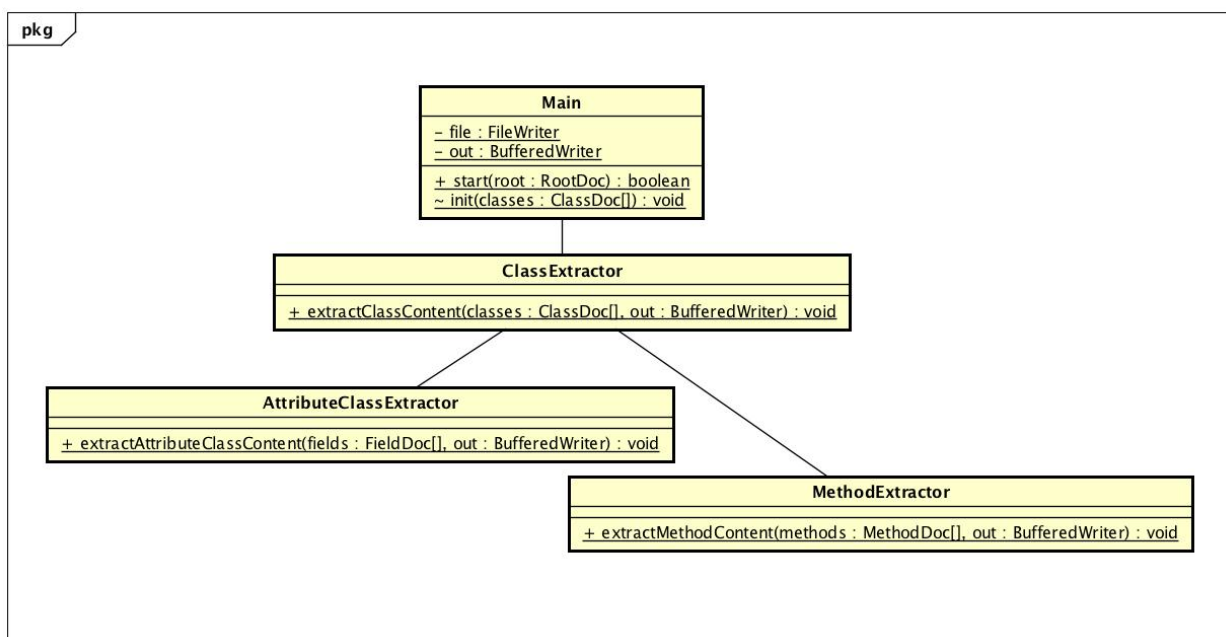 pkg
Main
- file : FileWriter
- out : BufferedWriter
+ start(root : RootDoc) : boolean
~ init(classes : ClassDoc[]) : void
ClassExtractor
+ extractClassContent(classes : ClassDoc[], out : BufferedWriter) : void
AttributeClassExtractor
+ extractAttributeClassContent(fields : FieldDoc[], out : BufferedWriter) : void
MethodExtractor
+ extractMethodContent(methods : MethodDoc[], out : BufferedWriter) : void